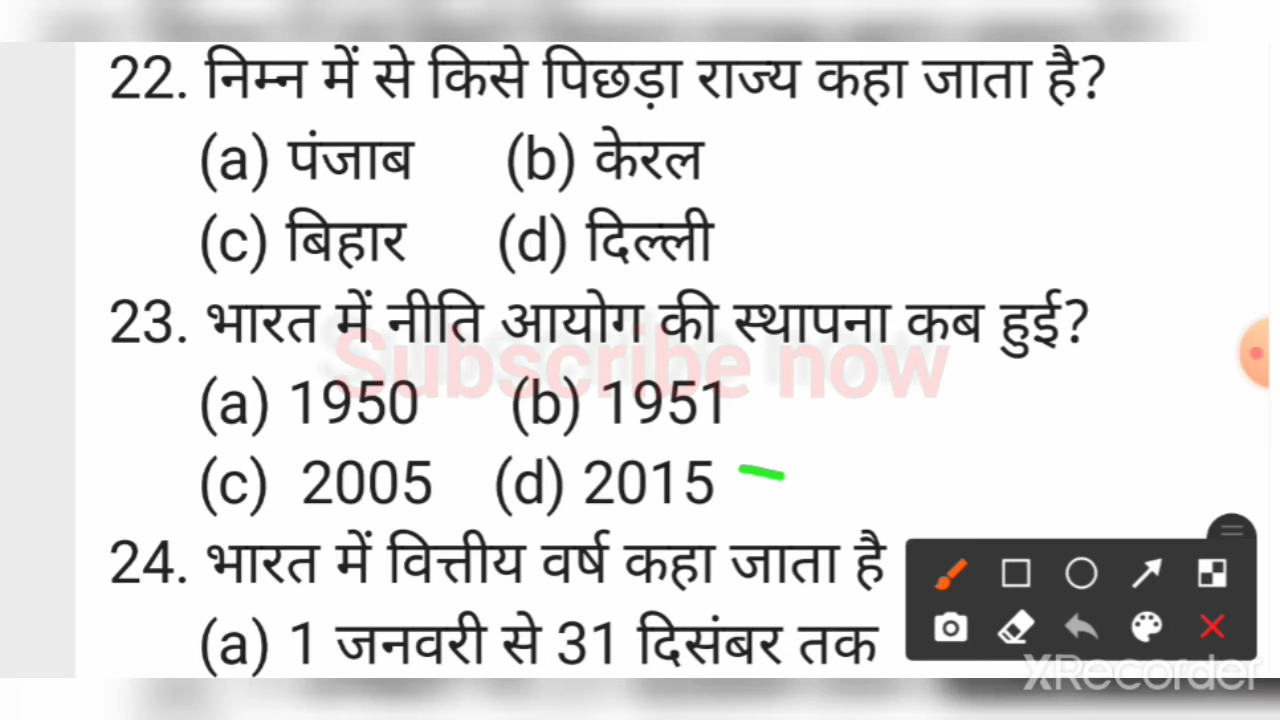 22. निम्न में से किसे पिछड़ा राज्य कहा जाता है?
(a) पंजाब (b) केरल
(c) बिहार (d) दिल्ली
23. भारत में नीति आयोग की स्थापना कब हुई?
Subscribe now
(a) 1950 (b) 1951
(c) 2005 (d) 2015
24. भारत में वित्तीय वर्ष कहा जाता है
(a) 1 जनवरी से 31 दिसंबर तक
XRecorder